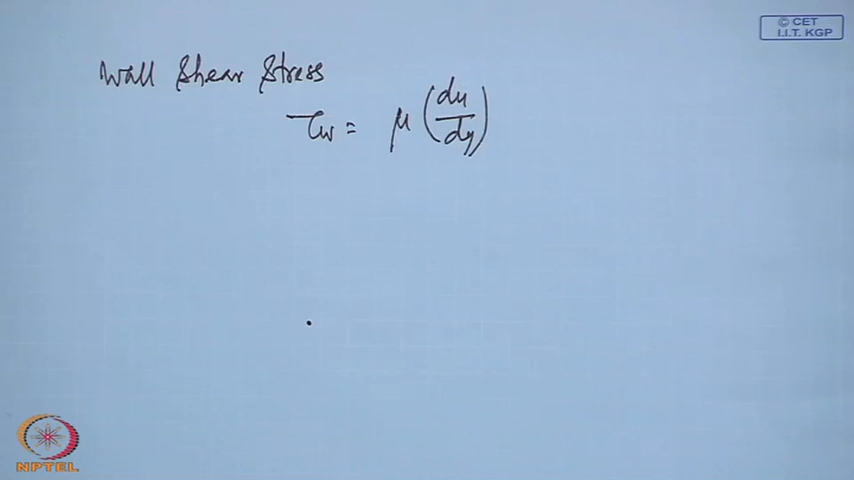 © CET
I.I.T. KGP
Wall Shear Stress
τw = μ (du/dy)
NPTEL